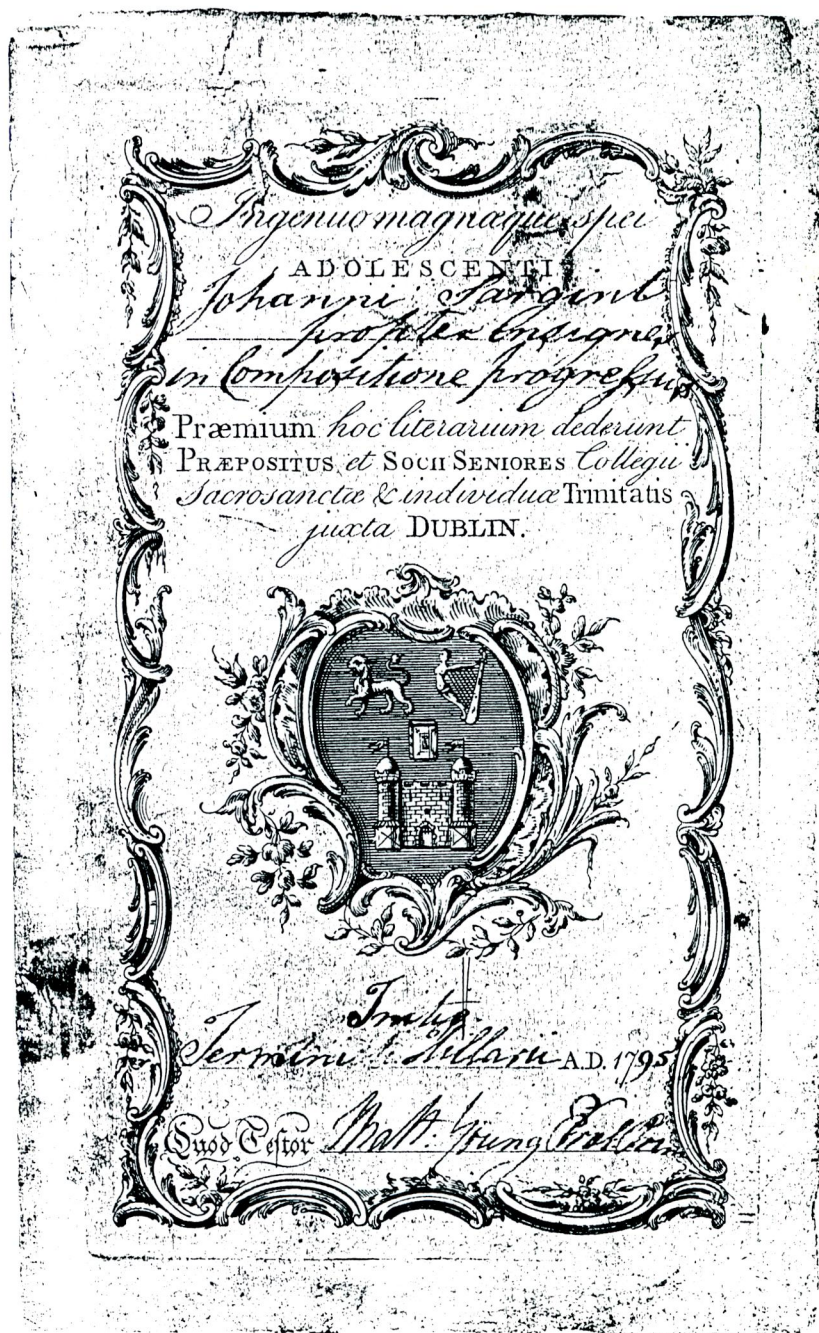 Ingenuo magnæque spei
ADOLESCENTI
Johanni Sargint
propter Insignes
in Compositione progressus
Præmium hoc literarium dederunt
PRÆPOSITUS et SOCII SENIORES Collegii
Sacrosanctæ & individuæ Trinitatis
juxta DUBLIN.
Initio
Termini S. Hillarii A.D. 1795
Quod Testor Matt: Young